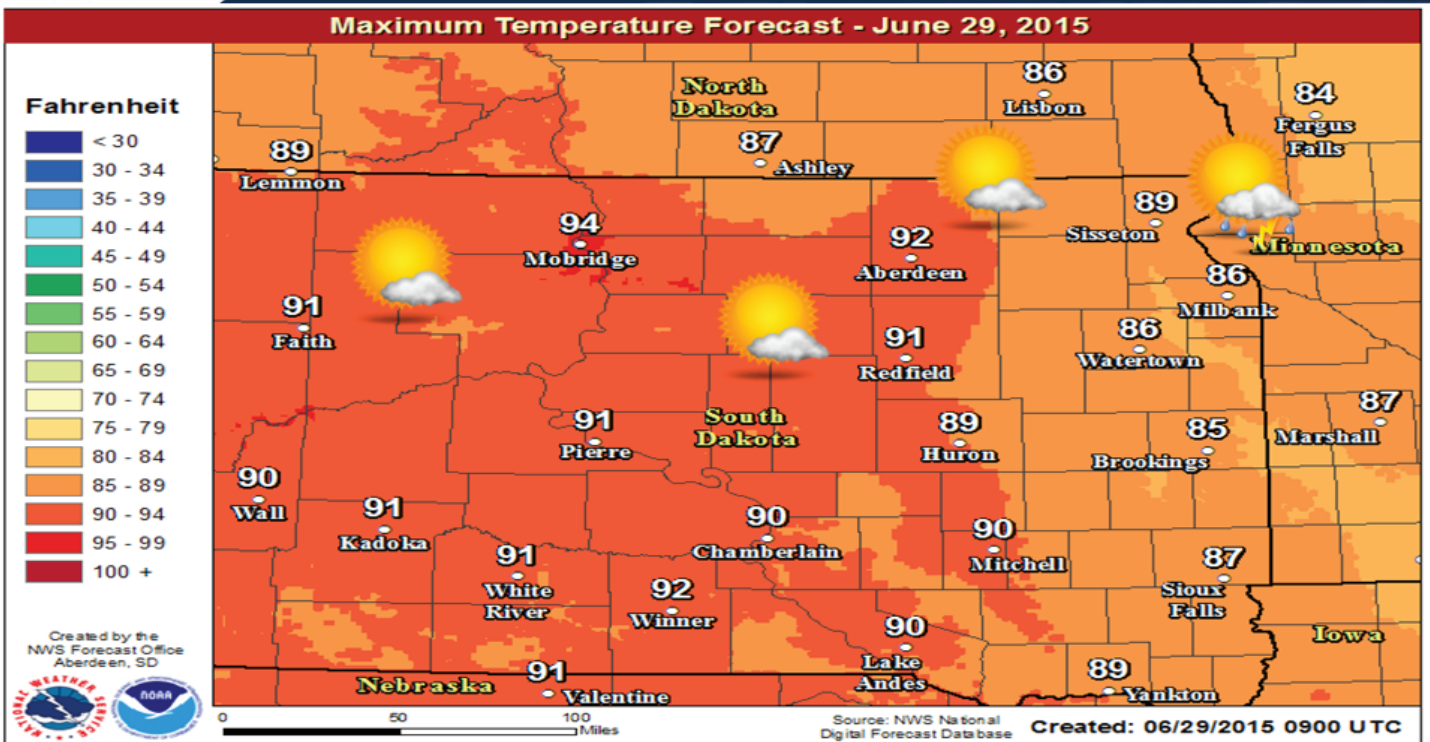 Maximum Temperature Forecast - June 29, 2015
Fahrenheit
< 30
30 - 34
35 - 39
40 - 44
45 - 49
50 - 54
55 - 59
60 - 64
65 - 69
70 - 74
75 - 79
80 - 84
85 - 89
90 - 94
95 - 99
100 +
Created by the
NWS Forecast Office
Aberdeen, SD
NATIONAL WEATHER SERVICE
NOAA
North
Dakota
86
Lisbon
84
Fergus
Falls
87
Ashley
89
Lemmon
94
Mobridge
92
Aberdeen
89
Sisseton
Minnesota
86
Milbank
91
Faith
91
Redfield
86
Watertown
South
Dakota
91
Pierre
89
Huron
85
Brookings
87
Marshall
90
Wall
91
Kadoka
90
Chamberlain
90
Mitchell
91
White
River
92
Winner
87
Sioux
Falls
90
Lake
Andes
Iowa
89
Yankton
Nebraska
91
Valentine
0 50 100
Miles
Source: NWS National
Digital Forecast Database
Created: 06/29/2015 0900 UTC